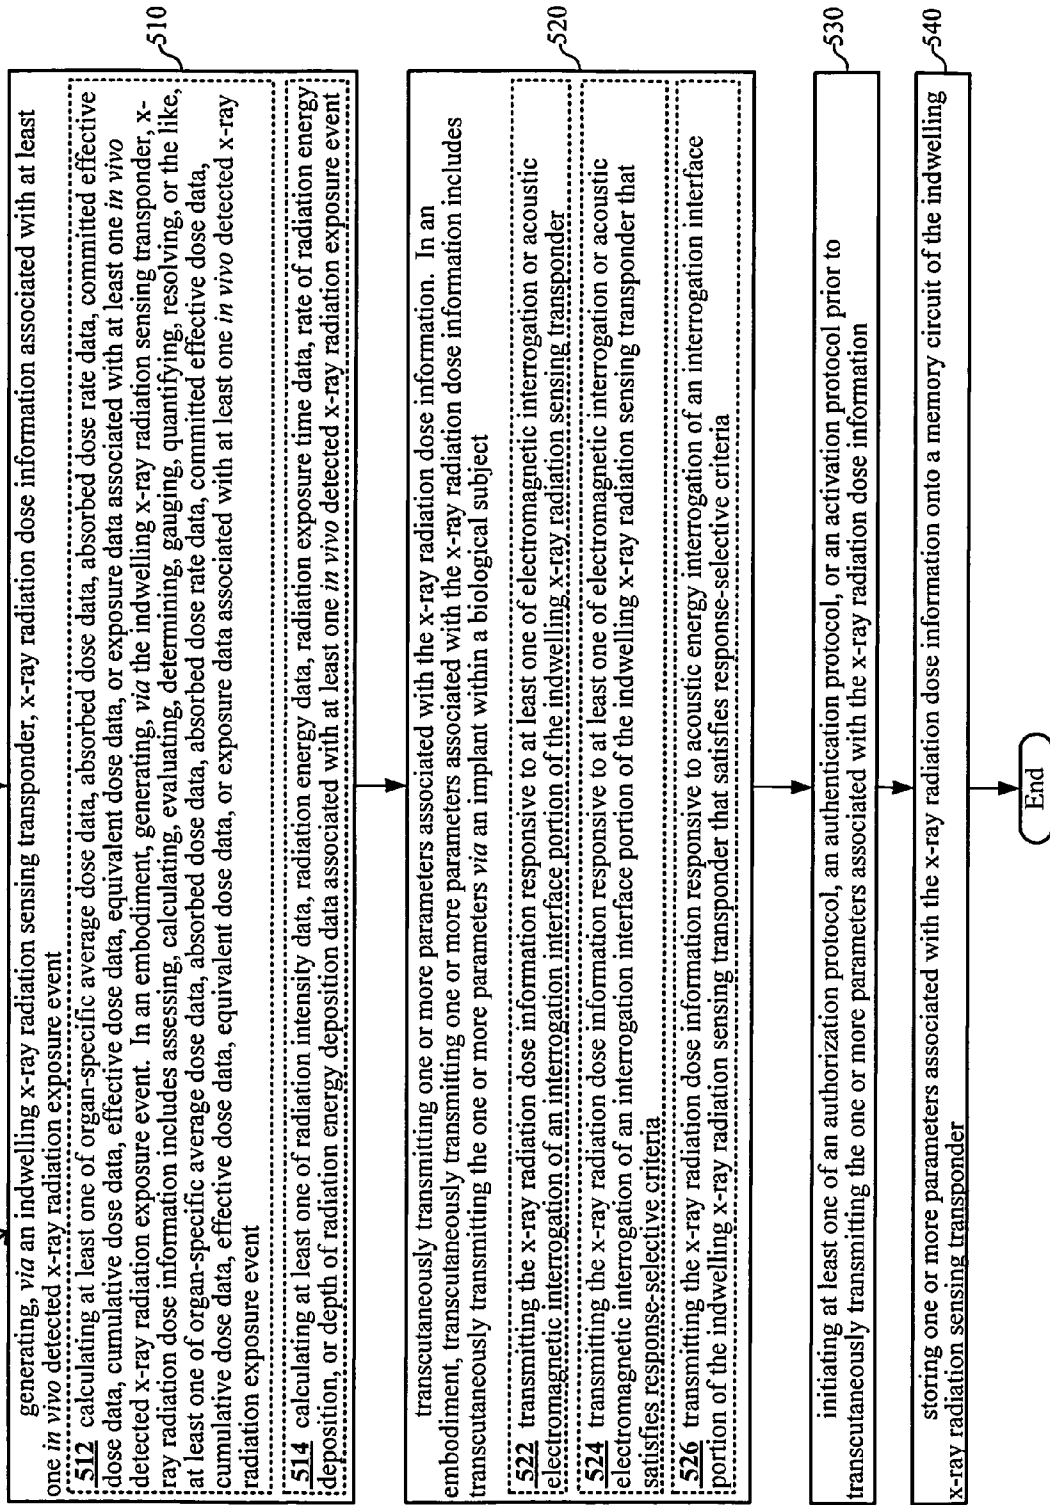 generating, via an indwelling x-ray radiation sensing transponder, x-ray radiation dose information associated with at least
one in vivo detected x-ray radiation exposure event
510
512 calculating at least one of organ-specific average dose data, absorbed dose data, absorbed dose rate data, committed effective
dose data, cumulative dose data, effective dose data, equivalent dose data, or exposure data associated with at least one in vivo
detected x-ray radiation exposure event. In an embodiment, generating, via the indwelling x-ray radiation sensing transponder, x-
ray radiation dose information includes assessing, calculating, evaluating, determining, gauging, quantifying, resolving, or the like,
at least one of organ-specific average dose data, absorbed dose data, absorbed dose rate data, committed effective dose data,
cumulative dose data, effective dose data, equivalent dose data, or exposure data associated with at least one in vivo detected x-ray
radiation exposure event
514 calculating at least one of radiation intensity data, radiation energy data, radiation exposure time data, rate of radiation energy
deposition, or depth of radiation energy deposition data associated with at least one in vivo detected x-ray radiation exposure event
transcutaneously transmitting one or more parameters associated with the x-ray radiation dose information. In an
embodiment, transcutaneously transmitting one or more parameters associated with the x-ray radiation dose information includes
transcutaneously transmitting the one or more parameters via an implant within a biological subject
520
522 transmitting the x-ray radiation dose information responsive to at least one of electromagnetic interrogation or acoustic
electromagnetic interrogation of an interrogation interface portion of the indwelling x-ray radiation sensing transponder
524 transmitting the x-ray radiation dose information responsive to at least one of electromagnetic interrogation or acoustic
electromagnetic interrogation of an interrogation interface portion of the indwelling x-ray radiation sensing transponder that
satisfies response-selective criteria
526 transmitting the x-ray radiation dose information responsive to acoustic energy interrogation of an interrogation interface
portion of the indwelling x-ray radiation sensing transponder that satisfies response-selective criteria
initiating at least one of an authorization protocol, an authentication protocol, or an activation protocol prior to
transcutaneously transmitting the one or more parameters associated with the x-ray radiation dose information
530
storing one or more parameters associated with the x-ray radiation dose information onto a memory circuit of the indwelling
x-ray radiation sensing transponder
540
End